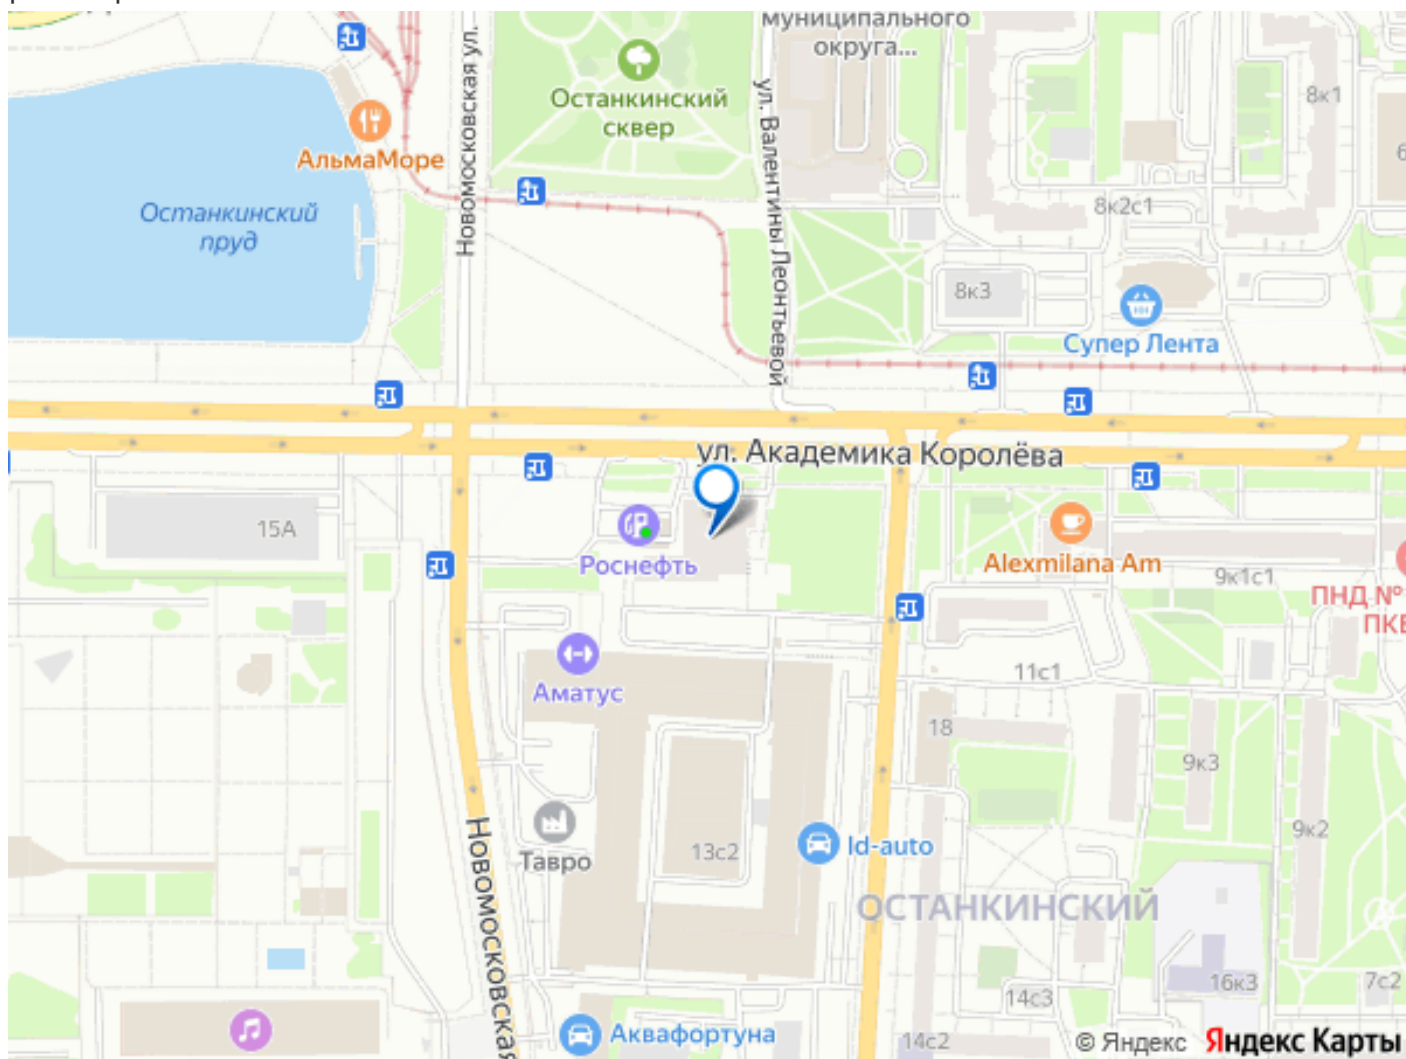 муниципального
округа...
Новомосковская ул.
Останкинский
сквер
ул. Валентины Леонтьевой
8к1
АльмаМоре
Останкинский
пруд
8к2с1
8к3
Супер Лента
ул. Академика Королёва
15А
Роснефть
Alexmilana Am
9к1с1
ПНД №
11с1
Аматус
18
9к3
9к2
Тавро
13с2
Id-auto
ОСТАНКИНСКИЙ
Новомосковская
16к3
7с2
14с3
Аквафортуна
14с2
© Яндекс Яндекс Карты